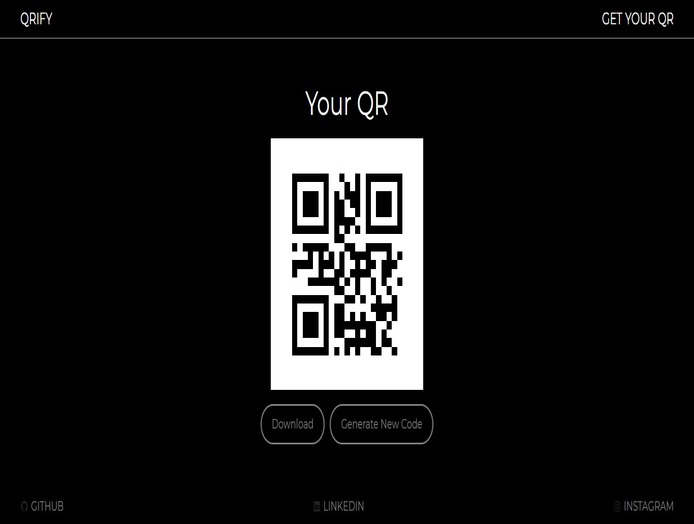 QRIFY
GET YOUR QR
Your QR
Download
Generate New Code
GITHUB
LINKEDIN
INSTAGRAM